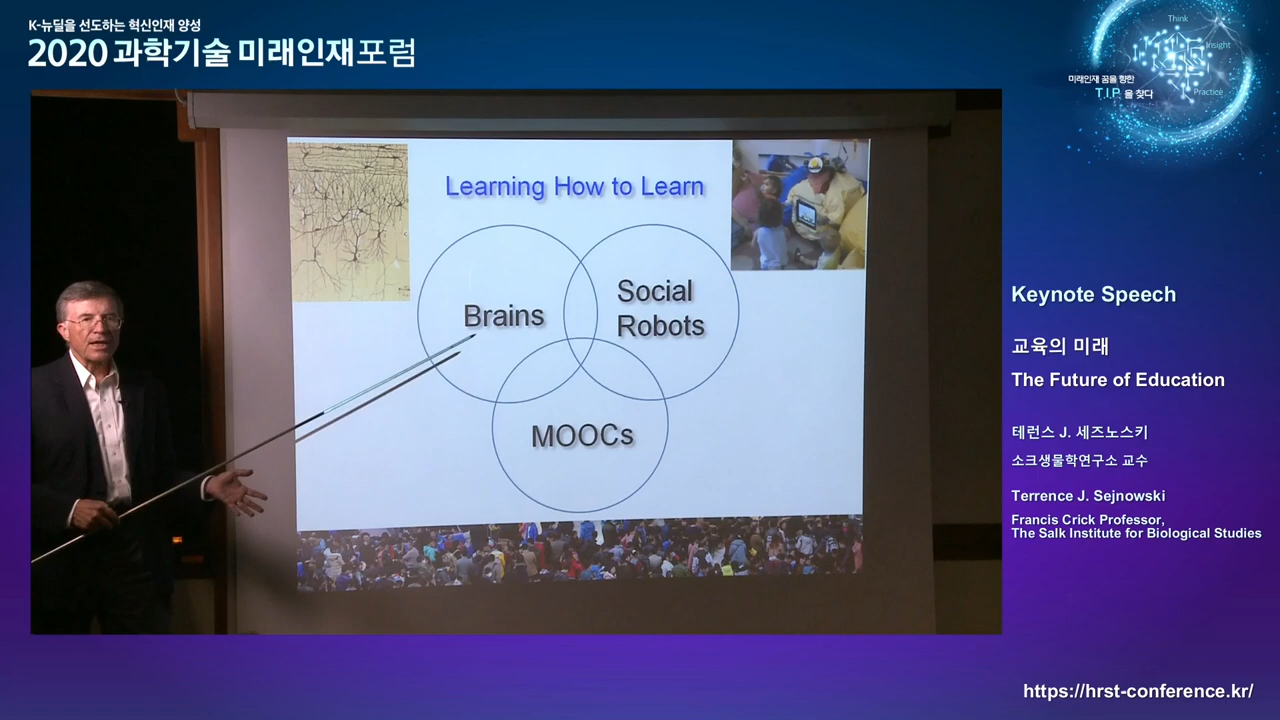 K-뉴딜을 선도하는 혁신인재 양성
2020 과학기술 미래인재포럼
Think
Insight
미래인재 꿈을 향한
T.I.P 을 찾다
Practice
Learning How to Learn
Brains
Social
Robots
MOOCs
Keynote Speech
교육의 미래
The Future of Education
테런스 J. 세즈노스키
소크생물학연구소 교수
Terrence J. Sejnowski
Francis Crick Professor,
The Salk Institute for Biological Studies
https://hrst-conference.kr/